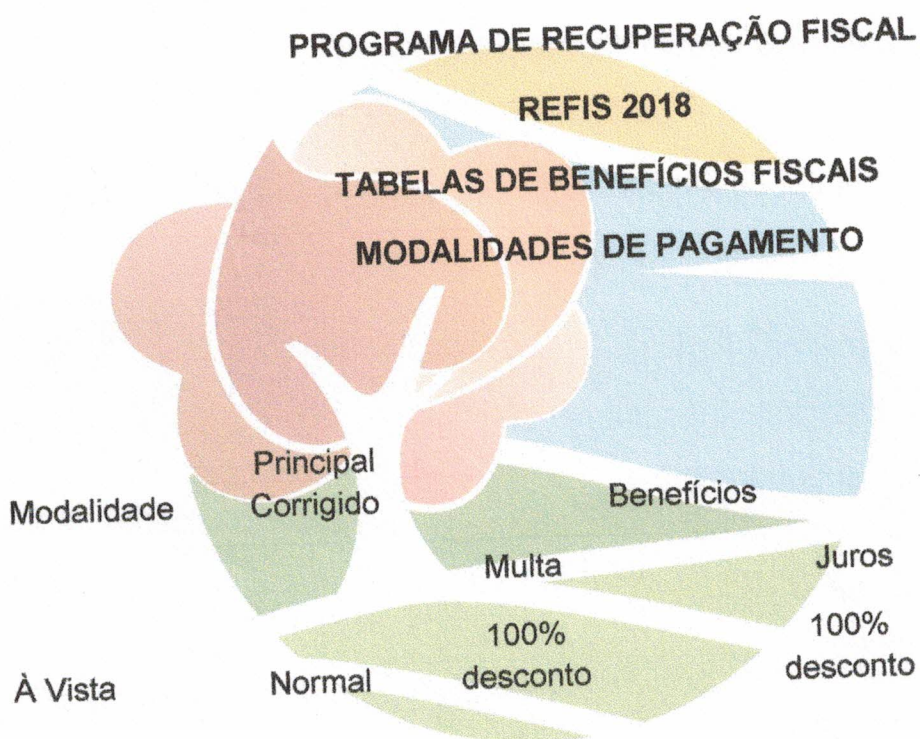 PROGRAMA DE RECUPERAÇÃO FISCAL
REFIS 2018
TABELAS DE BENEFÍCIOS FISCAIS
MODALIDADES DE PAGAMENTO
Modalidade
Principal
Corrigido
Benefícios
Multa
Juros
À Vista
Normal
100%
desconto
100%
desconto